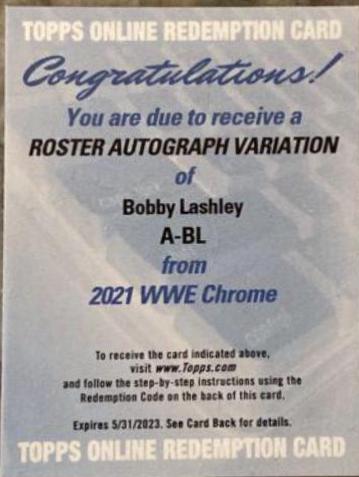 TOPPS ONLINE REDEMPTION CARD
Congratulations!
You are due to receive a
ROSTER AUTOGRAPH VARIATION
of
Bobby Lashley
A-BL
from
2021 WWE Chrome
To receive the card indicated above,
visit www.Topps.com
and follow the step-by-step instructions using the
Redemption Code on the back of this card.
Expires 5/31/2023. See Card Back for details.
TOPPS ONLINE REDEMPTION CARD